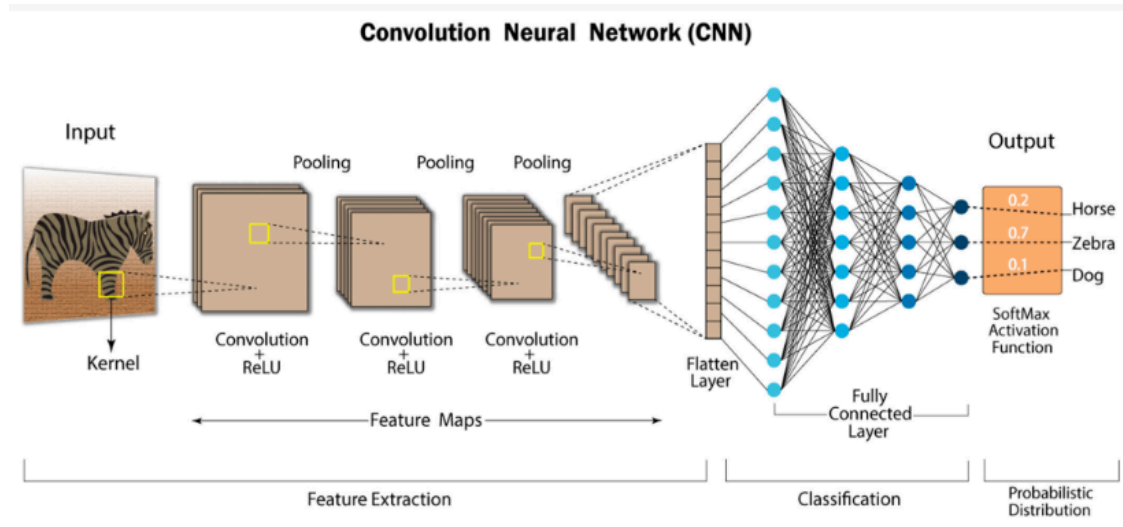 Convolution Neural Network (CNN)
Input
Output
Pooling
Pooling
Pooling
0.2
Horse
0.7
Zebra
0.1
Dog
Kernel
Convolution
+
ReLU
Convolution
+
ReLU
Convolution
+
ReLU
Flatten
Layer
SoftMax
Activation
Function
Feature Maps
Fully
Connected
Layer
Feature Extraction
Classification
Probabilistic
Distribution